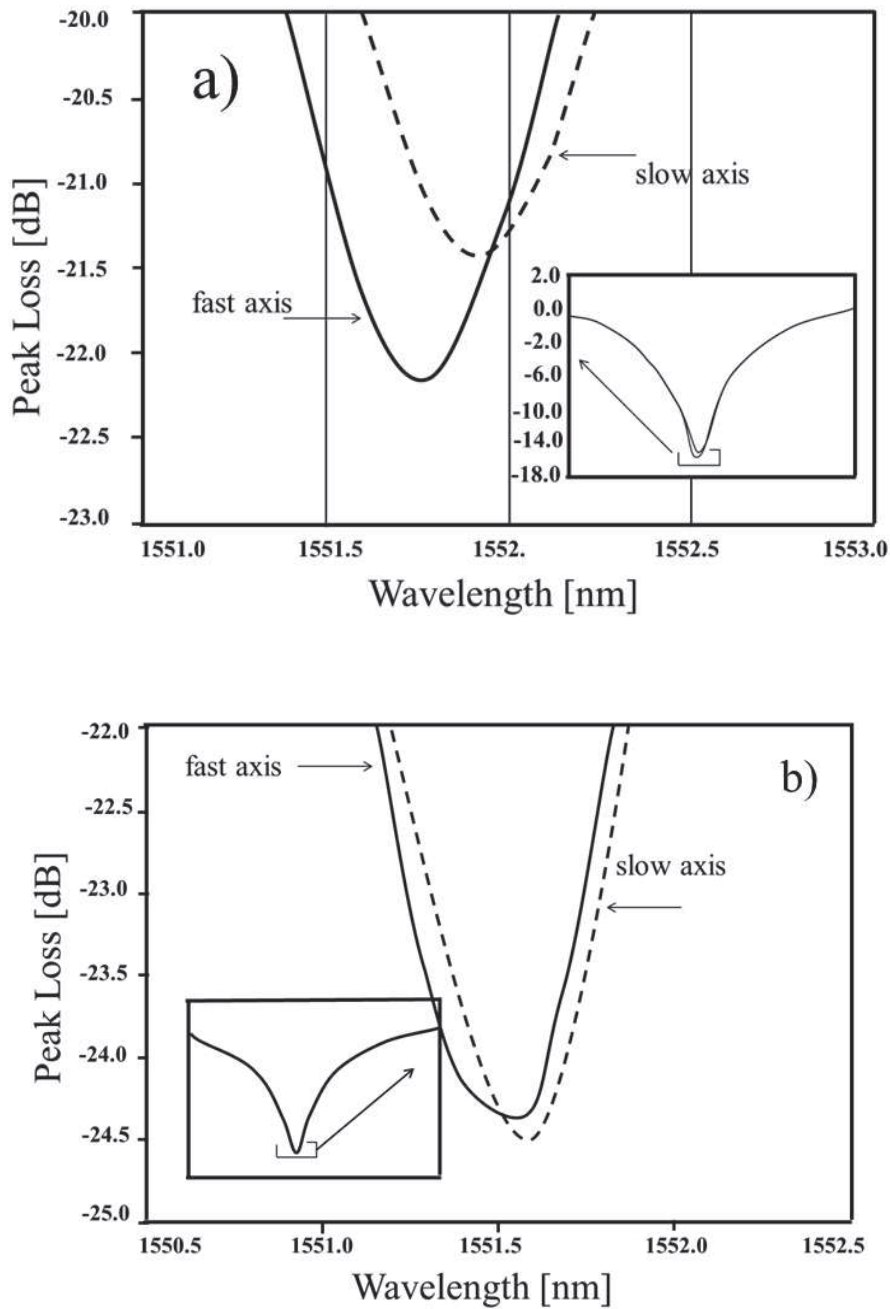 a)
-20.0
-20.5
-21.0
-21.5
-22.0
-22.5
-23.0
Peak Loss [dB]
slow axis
fast axis
2.0
0.0
-2.0
-6.0
-10.0
-14.0
-18.0
1551.0 1551.5 1552. 1552.5 1553.0
Wavelength [nm]
b)
-22.0
-22.5
-23.0
-23.5
-24.0
-24.5
-25.0
Peak Loss [dB]
fast axis
slow axis
1550.5 1551.0 1551.5 1552.0 1552.5
Wavelength [nm]